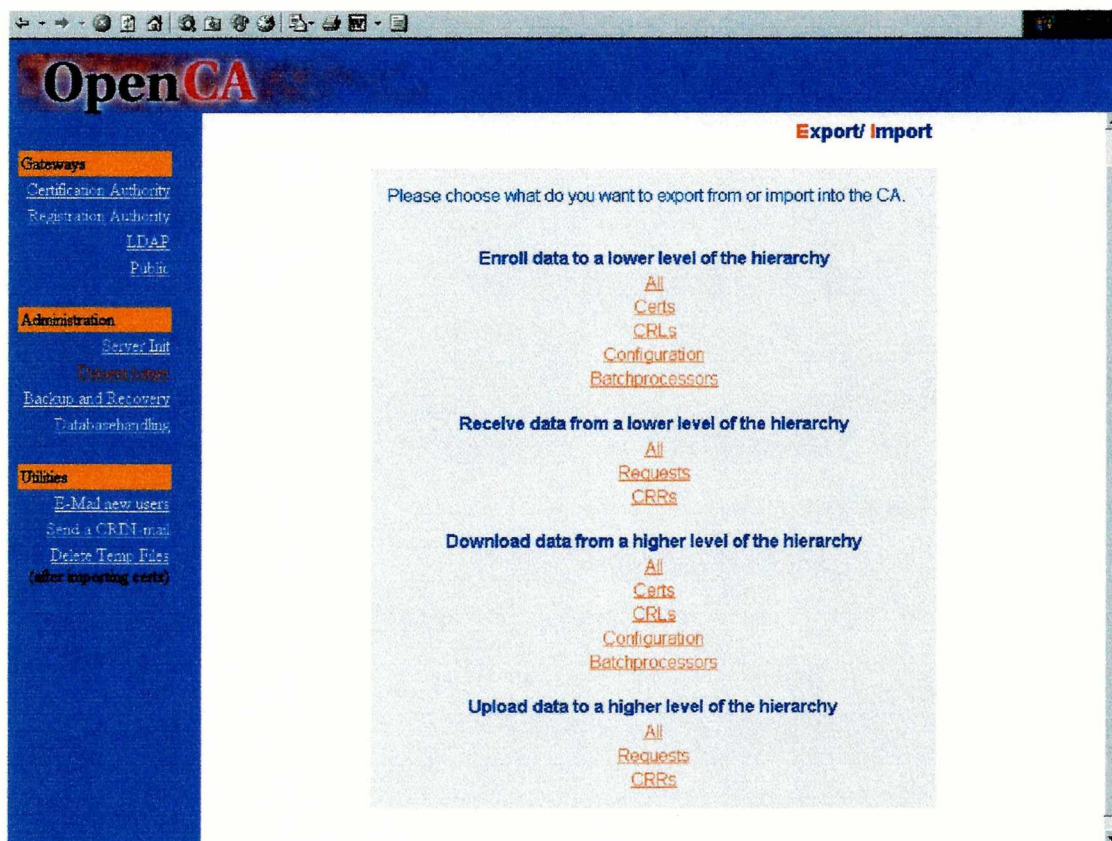 OpenCA
Export/ Import
Gateways
Certification Authority
Registration Authority
LDAP
Public
Administration
Server Init
Dataexchange
Backup and Recovery
Databasehandling
Utilities
E-Mail new users
Send a CRIN-mail
Delete Temp Files
(after importing certs)
Please choose what do you want to export from or import into the CA.
Enroll data to a lower level of the hierarchy
All
Certs
CRLs
Configuration
Batchprocessors
Receive data from a lower level of the hierarchy
All
Requests
CRRs
Download data from a higher level of the hierarchy
All
Certs
CRLs
Configuration
Batchprocessors
Upload data to a higher level of the hierarchy
All
Requests
CRRs